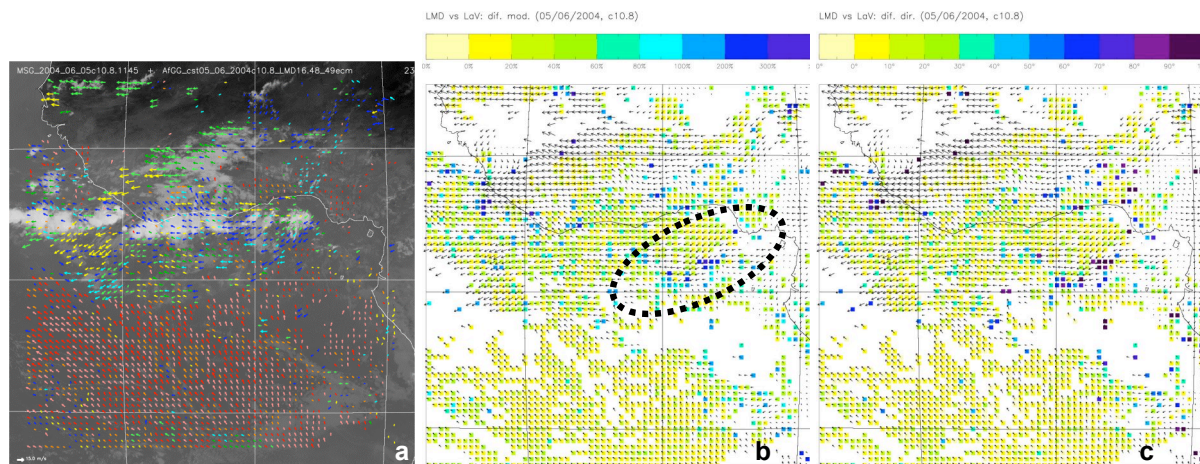 LMD vs LaV: dif. mod. (05/06/2004, c10.8)
LMD vs LaV: dif. dir. (05/06/2004, c10.8)
0% 10% 20% 40% 60% 80% 100% 200% 300%
0° 10° 20° 30° 40° 50° 60° 70° 80° 90°
MSG_2004_06_05c10.8.1145 + AfGG_cst05_06_2004c10.8_LMD16.48_49ecm 23
15.0 m/s
a
b
c